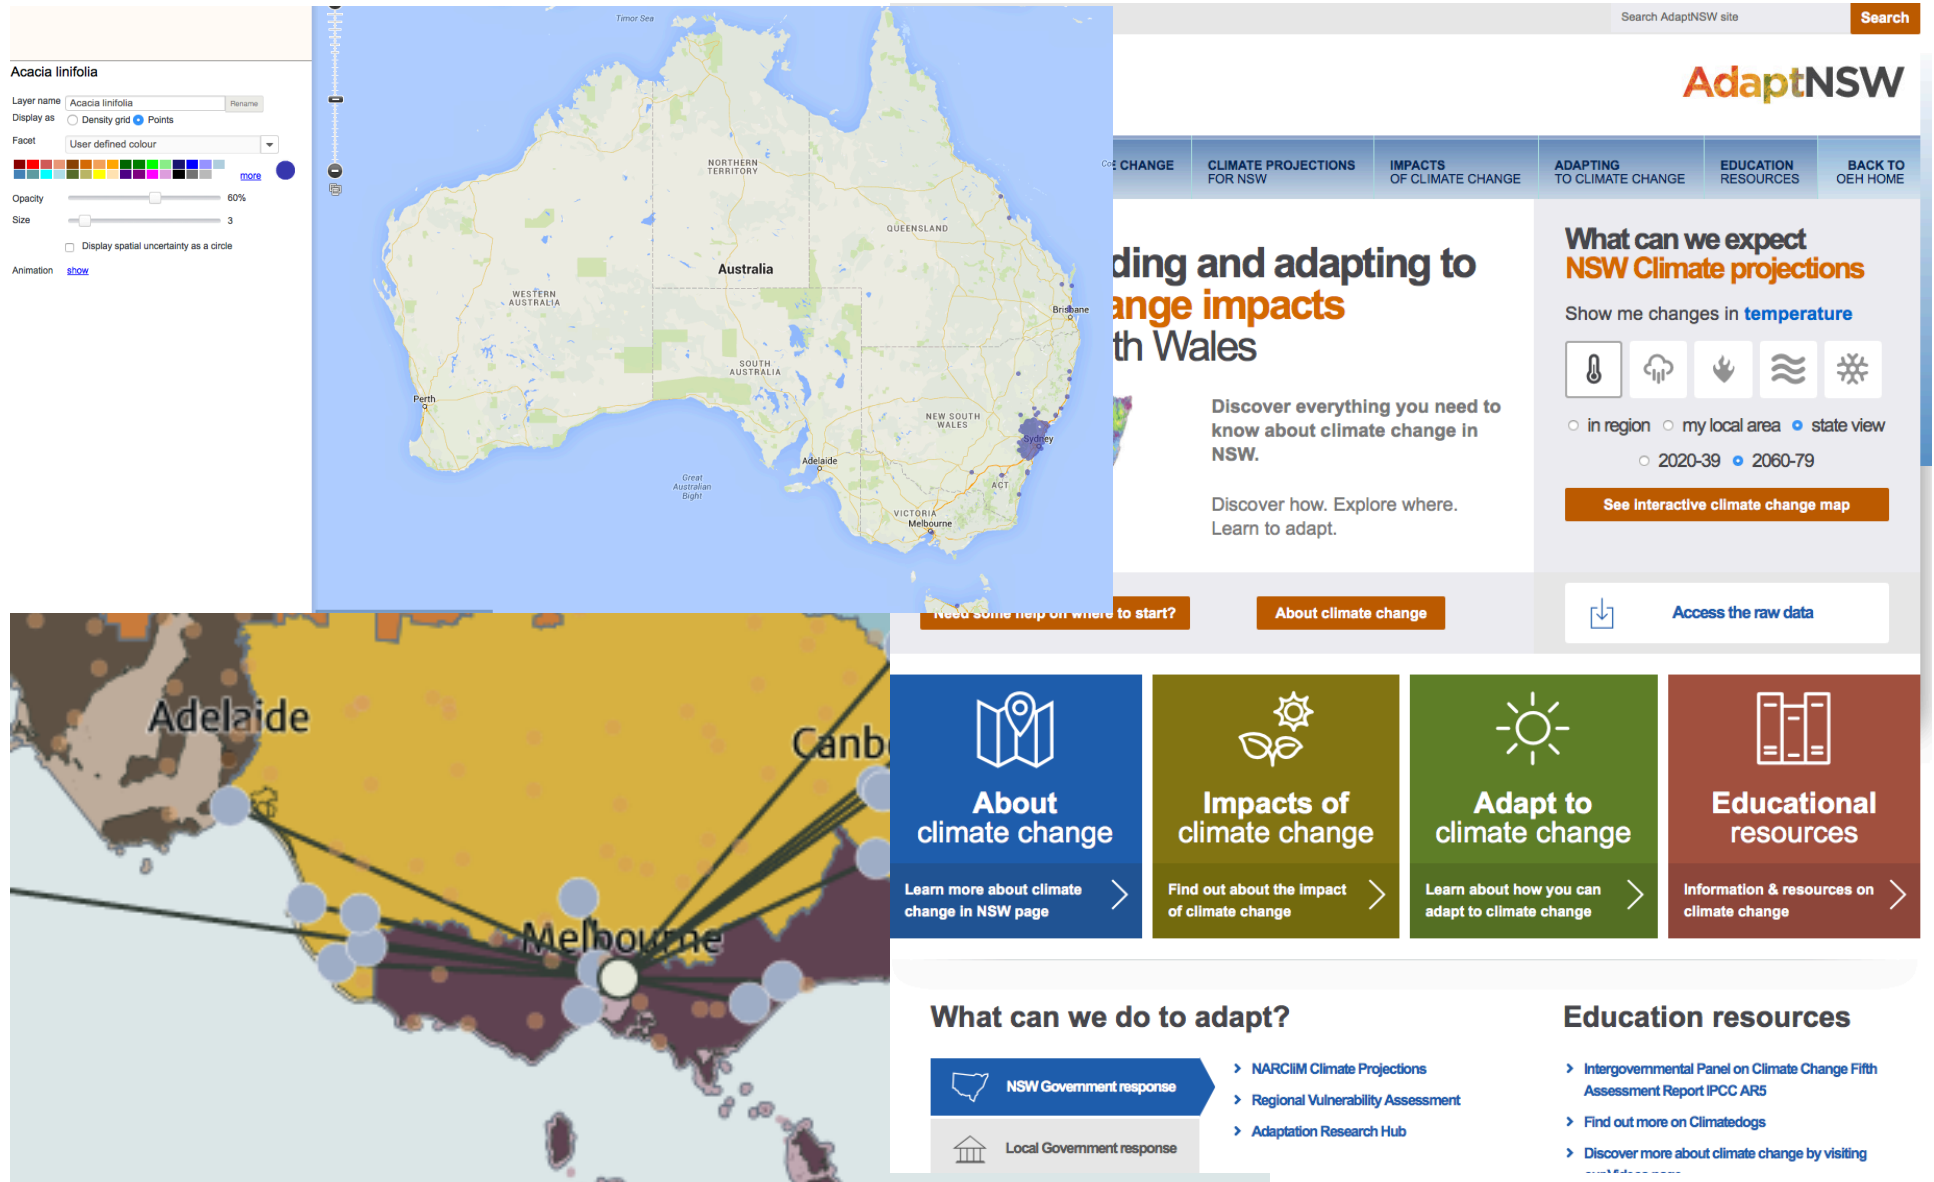 Acacia linifolia
Layer name Acacia linifolia Rename
Display as Density grid Points
Facet User defined colour
more
Opacity 60%
Size 3
Display spatial uncertainty as a circle
Animation show
Timor Sea
NORTHERN
TERRITORY
QUEENSLAND
Australia
WESTERN
AUSTRALIA
Brisbane
SOUTH
AUSTRALIA
Perth
NEW SOUTH
WALES
Sydney
Adelaide
Great
Australian
Bight
ACT
VICTORIA
Melbourne
Search AdaptNSW site Search
AdaptNSW
E CHANGE
CLIMATE PROJECTIONS
FOR NSW
IMPACTS
OF CLIMATE CHANGE
ADAPTING
TO CLIMATE CHANGE
EDUCATION
RESOURCES
BACK TO
OEH HOME
ding and adapting to
ange impacts
th Wales
Discover everything you need to
know about climate change in
NSW.
Discover how. Explore where.
Learn to adapt.
What can we expect
NSW Climate projections
Show me changes in temperature
in region my local area state view
2020-39 2060-79
See interactive climate change map
Need some help on where to start?
About climate change
Access the raw data
Adelaide
Canb
Melbourne
About
climate change
Learn more about climate
change in NSW page
Impacts of
climate change
Find out about the impact
of climate change
Adapt to
climate change
Learn about how you can
adapt to climate change
Educational
resources
Information & resources on
climate change
What can we do to adapt?
NSW Government response
Local Government response
NARCliM Climate Projections
Regional Vulnerability Assessment
Adaptation Research Hub
Education resources
Intergovernmental Panel on Climate Change Fifth
Assessment Report IPCC AR5
Find out more on Climatedogs
Discover more about climate change by visiting